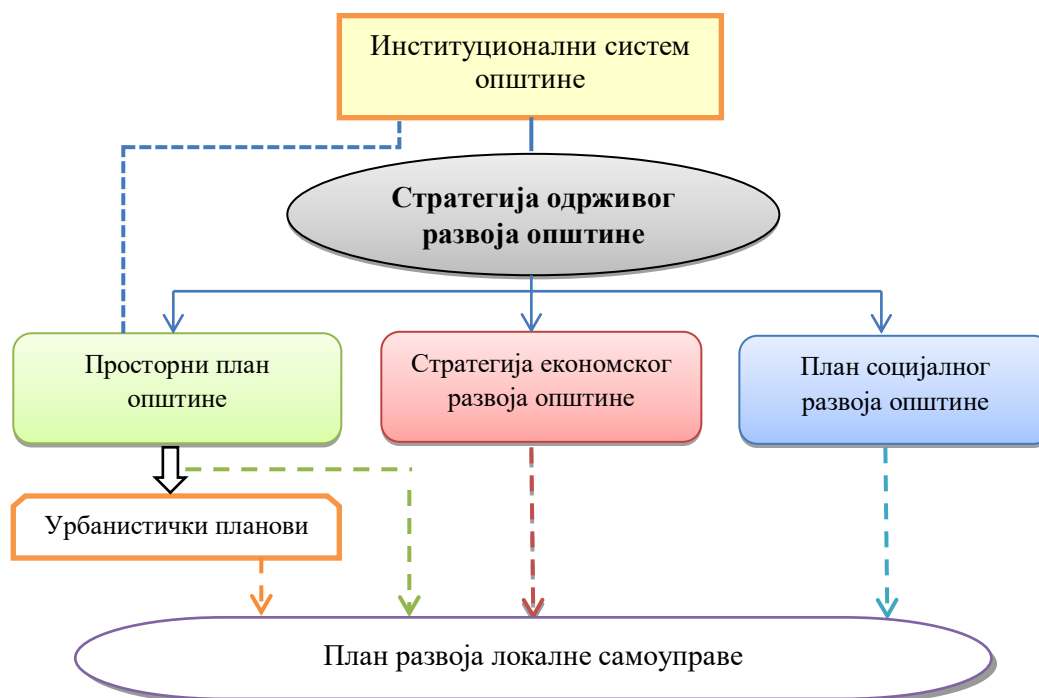 Институционални систем
општине
Стратегија одрживог
развоја општине
Просторни план
општине
Стратегија економског
развоја општине
План социјалног
развоја општине
Урбанистички планови
План развоја локалне самоуправе